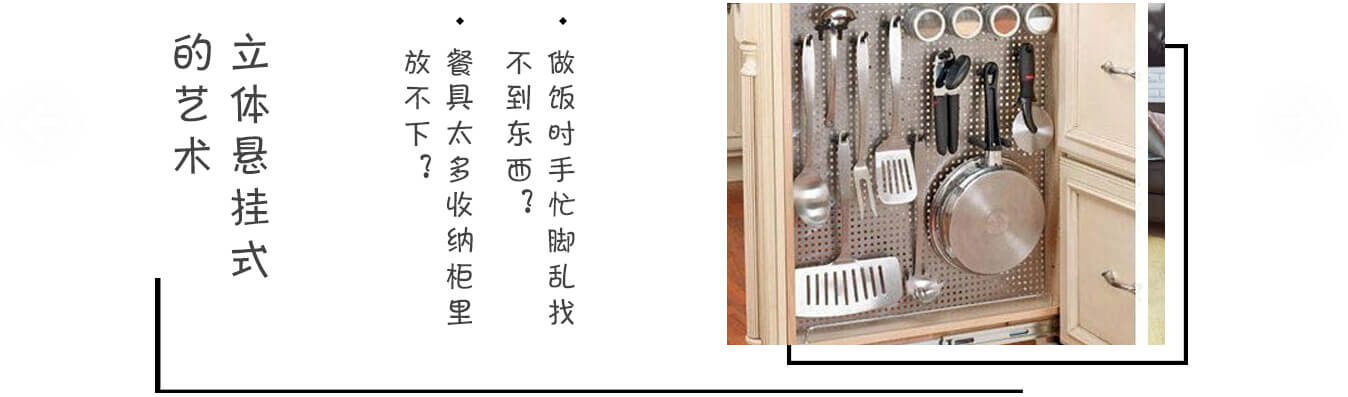 做饭时手忙脚乱找
不到东西?
餐具太多收纳柜里
放不下?
立体悬挂式
的艺术